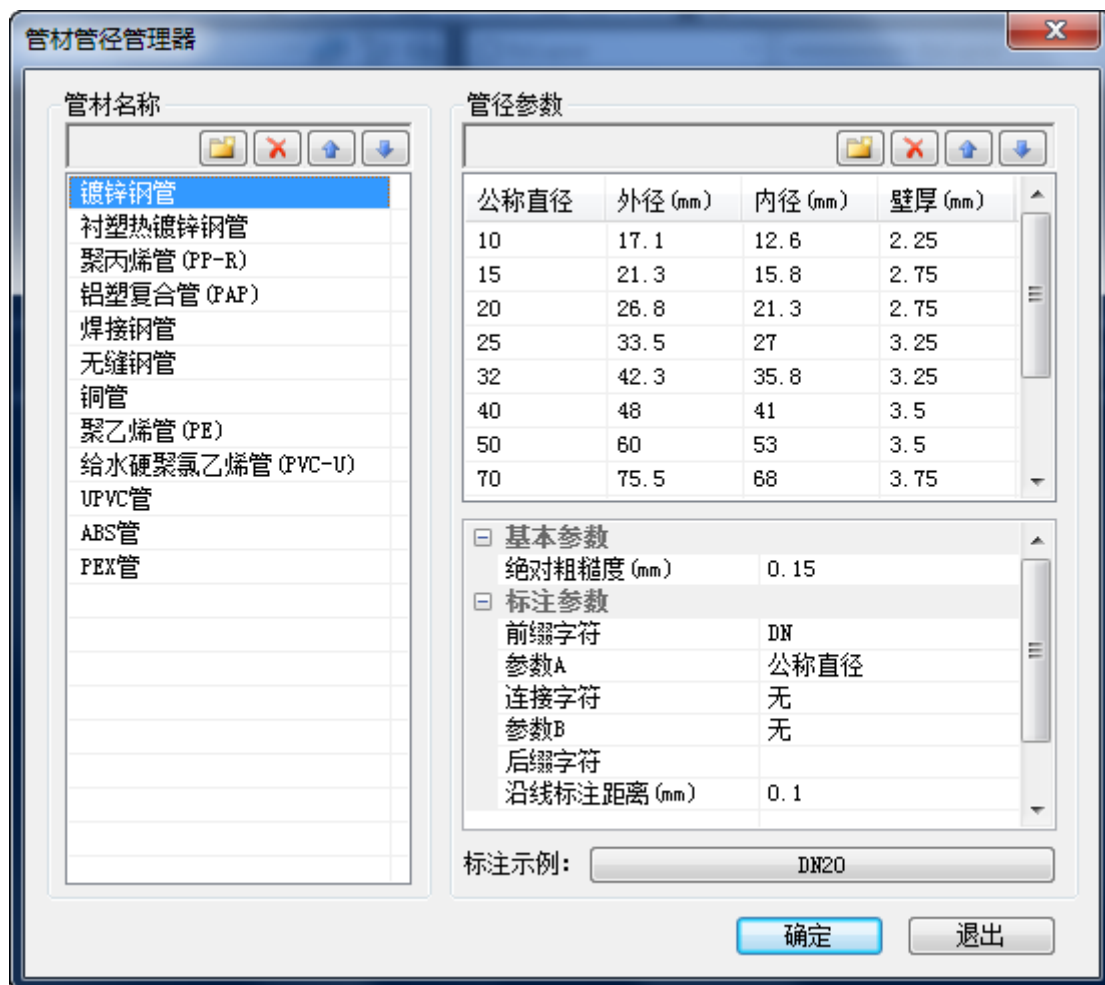 管材管径管理器
管材名称
镀锌钢管
衬塑热镀锌钢管
聚丙烯管(PP-R)
铝塑复合管(PAP)
焊接钢管
无缝钢管
铜管
聚乙烯管(PE)
给水硬聚氯乙烯管(PVC-U)
UPVC管
ABS管
PEX管
管径参数
公称直径 外径(mm) 内径(mm) 壁厚(mm)
10 17.1 12.6 2.25
15 21.3 15.8 2.75
20 26.8 21.3 2.75
25 33.5 27 3.25
32 42.3 35.8 3.25
40 48 41 3.5
50 60 53 3.5
70 75.5 68 3.75
基本参数
绝对粗糙度(mm) 0.15
标注参数
前缀字符 DN
参数A 公称直径
连接字符 无
参数B 无
后缀字符
沿线标注距离(mm) 0.1
标注示例: DN20
确定 退出